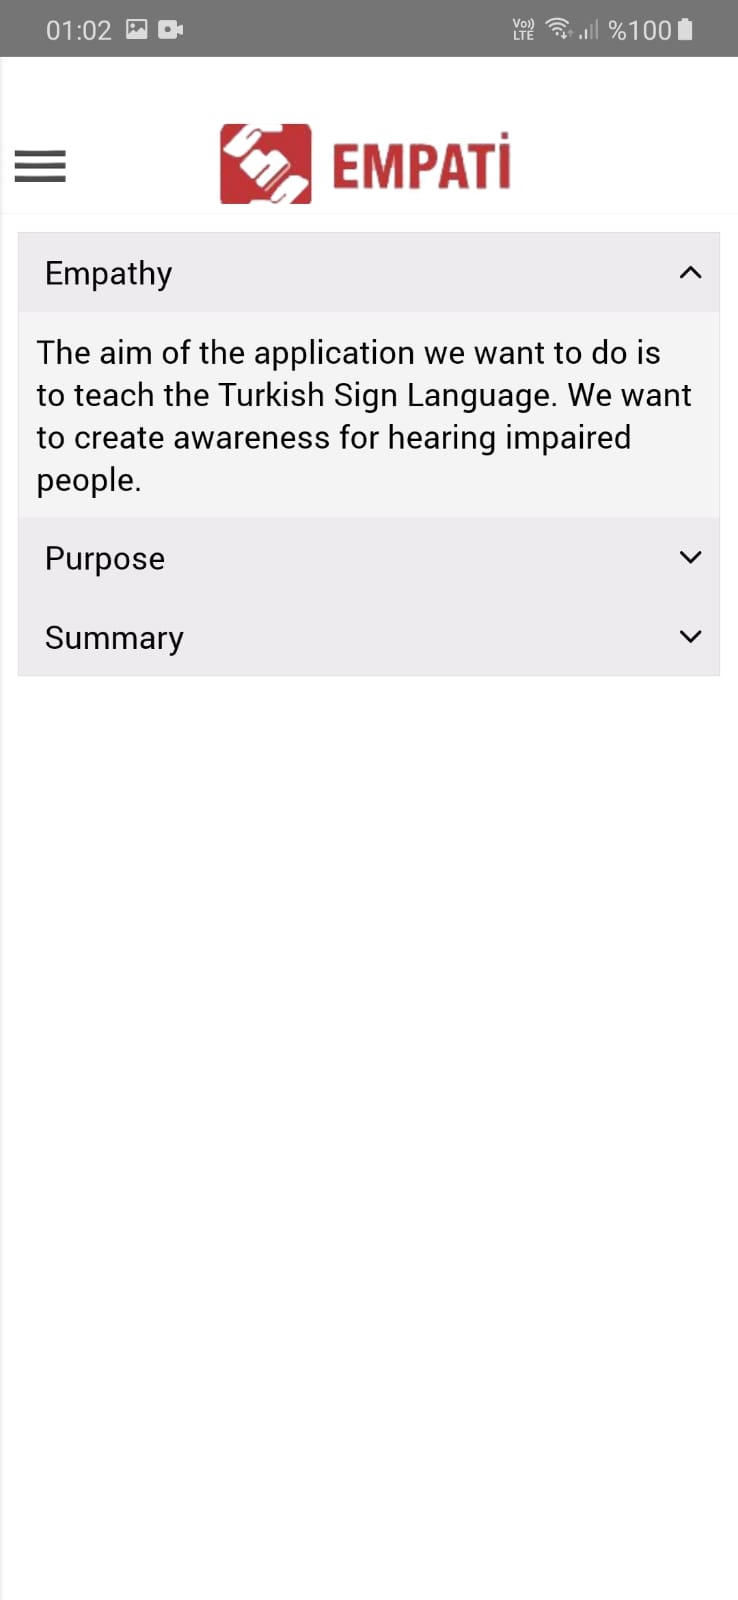 01:02 Vo)) LTE %100
EMPATİ
Empathy
The aim of the application we want to do is
to teach the Turkish Sign Language. We want
to create awareness for hearing impaired
people.
Purpose
Summary